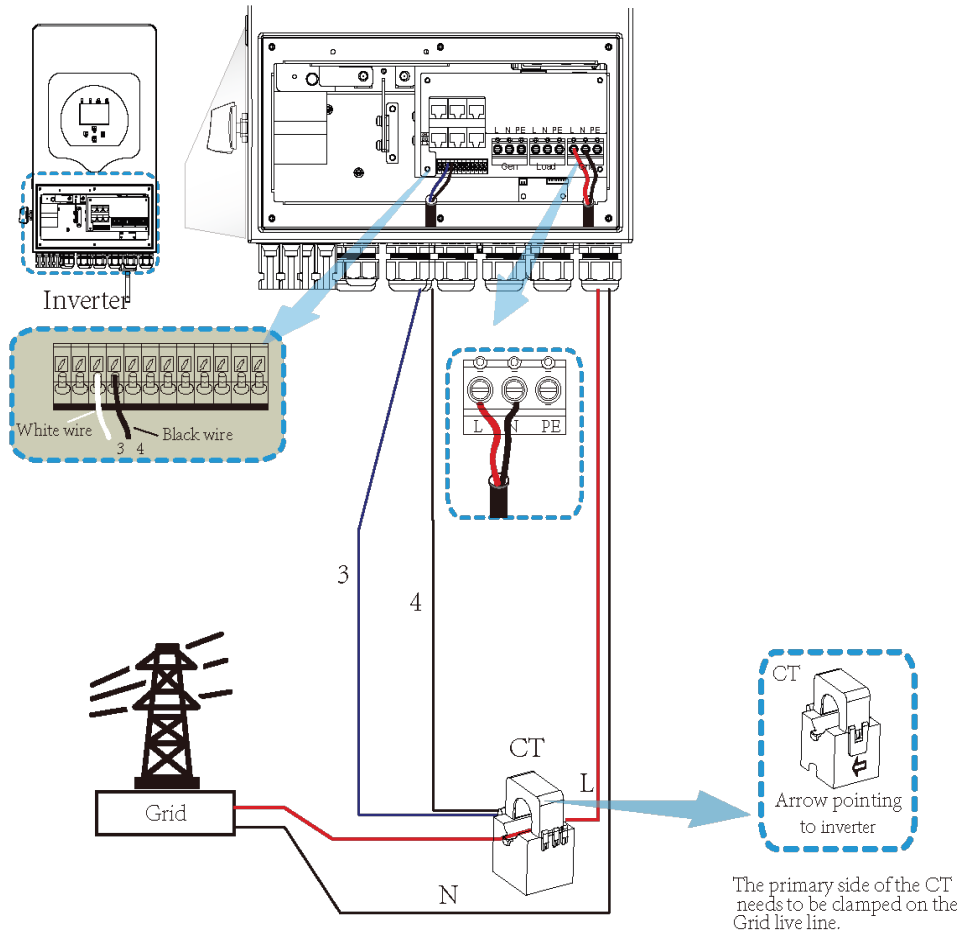 L N PE L N PE L N PE
Gen Load Grid
Inverter
White wire
Black wire
3 4
L N PE
3
4
CT
L
Grid
N
CT
Arrow pointing
to inverter
The primary side of the CT
needs to be clamped on the
Grid live line.